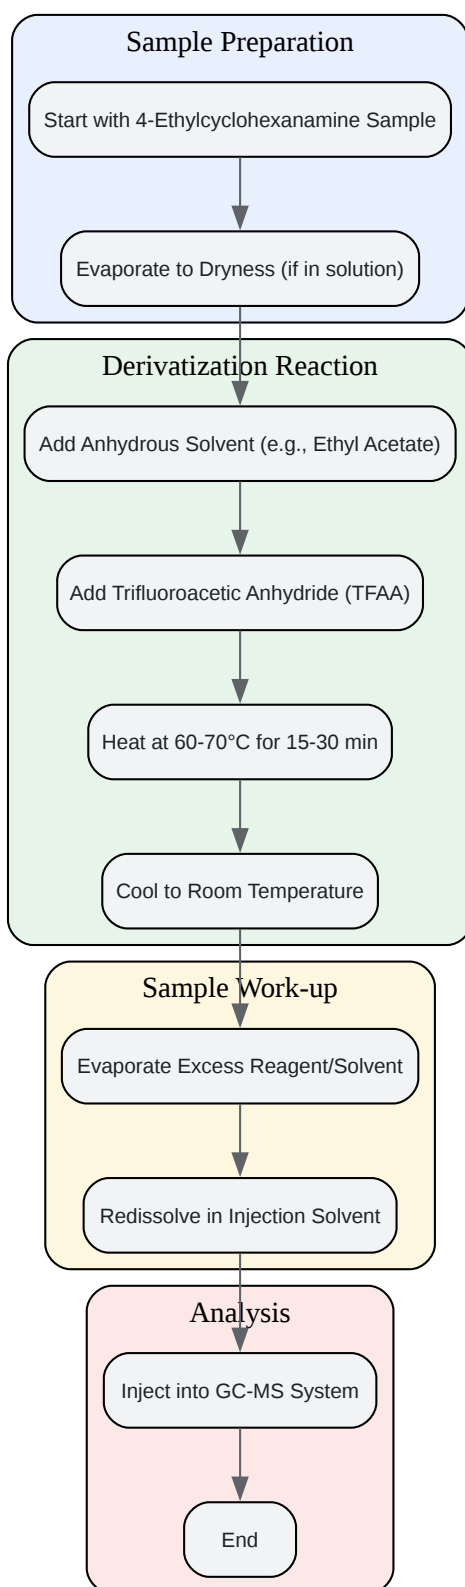 Sample Preparation
Start with 4-Ethylcyclohexanamine Sample
Evaporate to Dryness (if in solution)
Derivatization Reaction
Add Anhydrous Solvent (e.g., Ethyl Acetate)
Add Trifluoroacetic Anhydride (TFAA)
Heat at 60-70°C for 15-30 min
Cool to Room Temperature
Sample Work-up
Evaporate Excess Reagent/Solvent
Redissolve in Injection Solvent
Analysis
Inject into GC-MS System
End